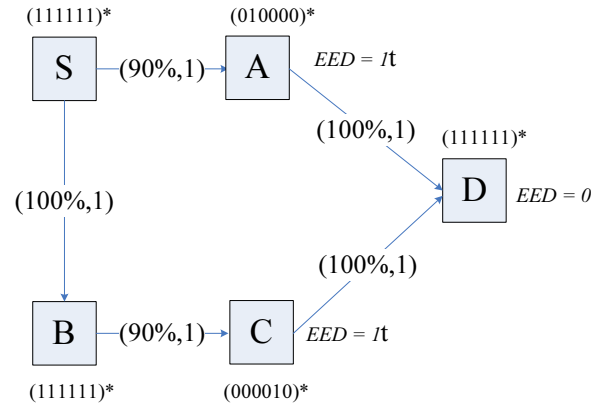 (111111)*
(010000)*
S
(90%,1)
A
EED = 1t
(100%,1)
(111111)*
D
EED = 0
(100%,1)
(100%,1)
B
(90%,1)
C
EED = 1t
(111111)*
(000010)*